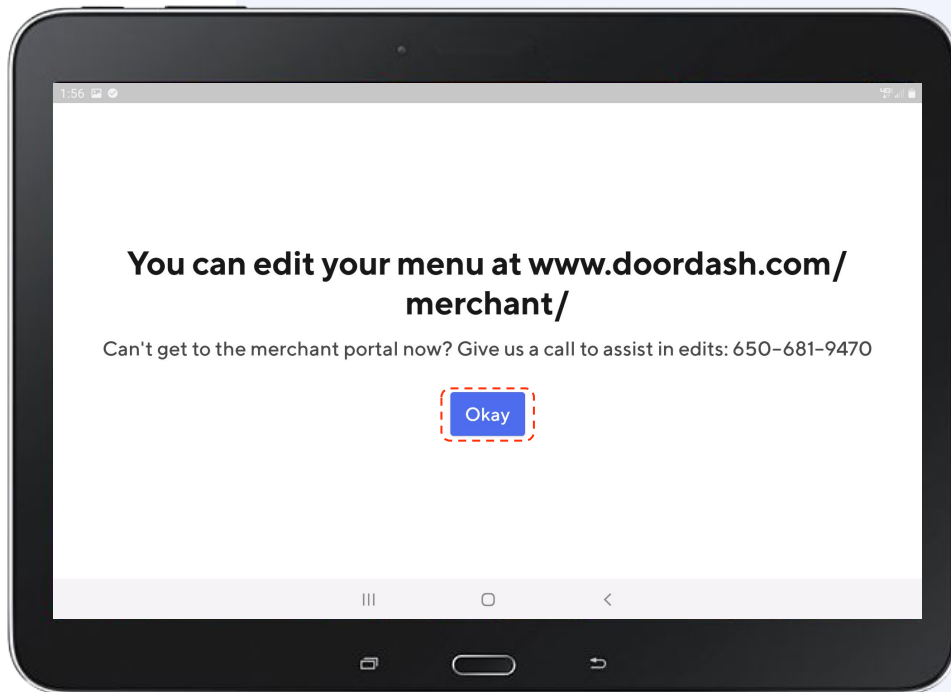 1:56
You can edit your menu at www.doordash.com/
merchant/
Can't get to the merchant portal now? Give us a call to assist in edits: 650-681-9470
Okay